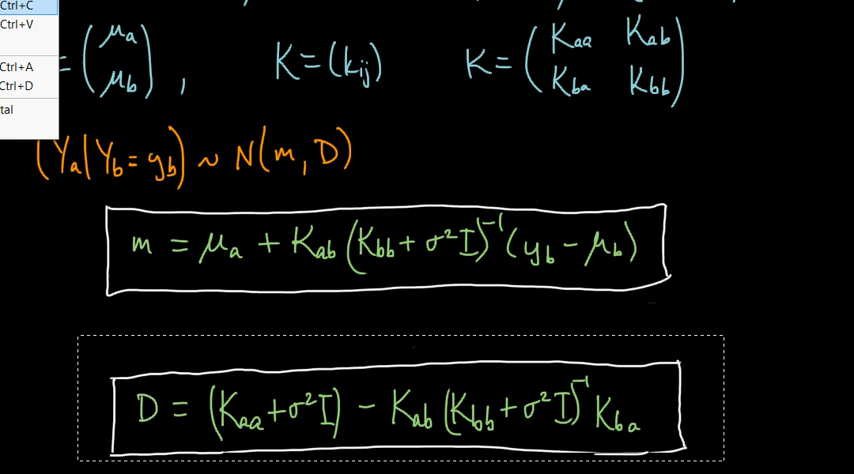 Ctrl+C
Ctrl+V
Ctrl+A
Ctrl+D
tal
= (μa μb), K = (kij) K = (Kaa Kab Kba Kbb)
(Ya | Yb = yb) ~ N(m, D)
m = μa + Kab (Kbb + σ²I)⁻¹ (yb − μb)
D = (Kaa + σ²I) − Kab (Kbb + σ²I)⁻¹ Kba